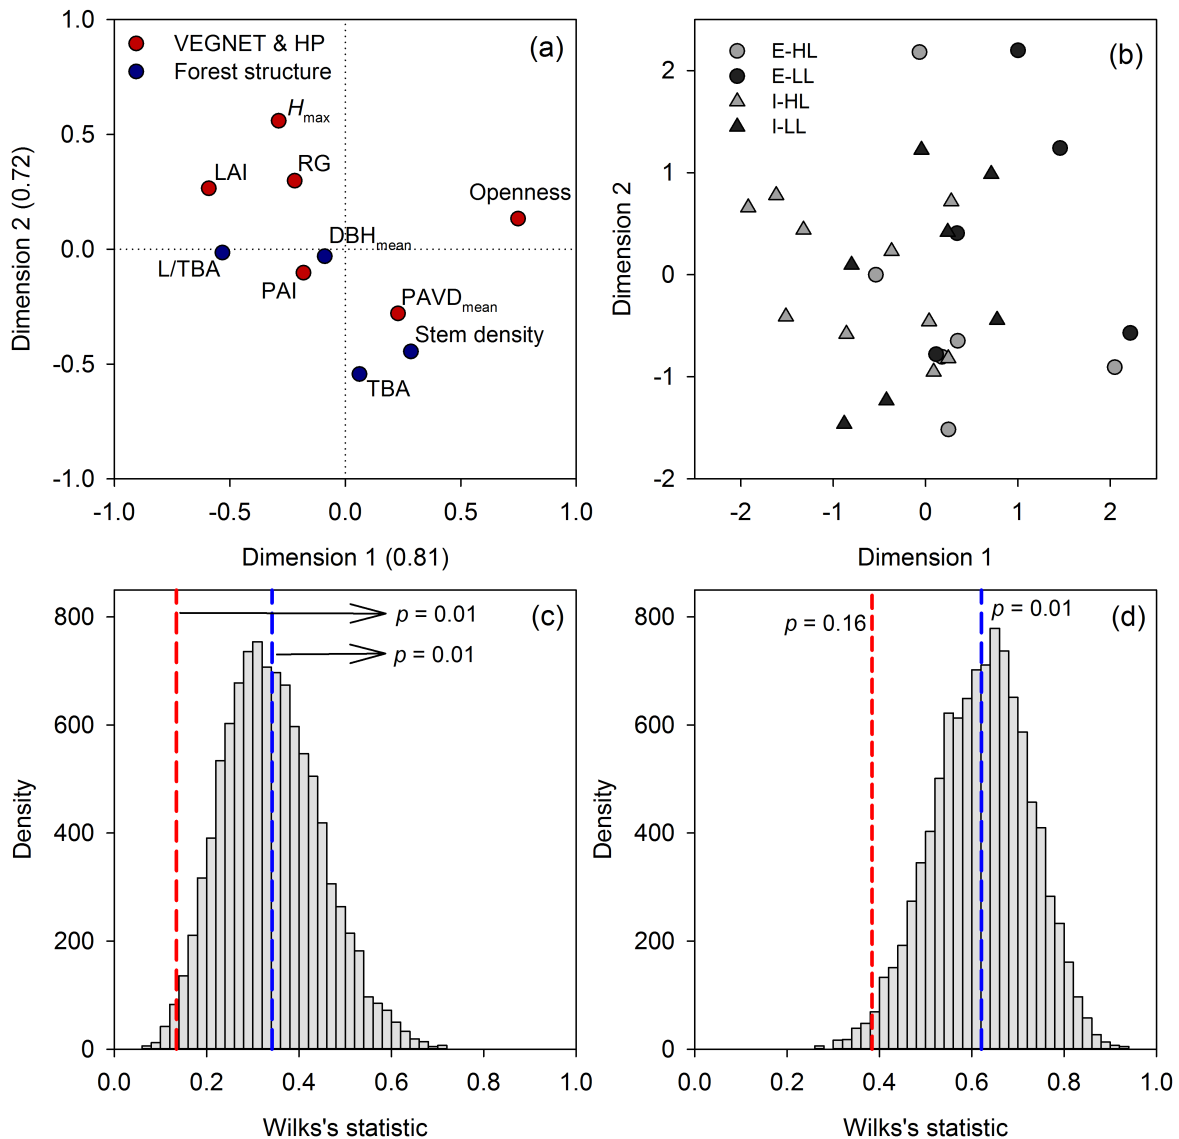 1.0
0.5
0.0
-0.5
-1.0
Dimension 2 (0.72)
VEGNET & HP
Forest structure
(a)
Hmax
LAI
RG
Openness
DBHmean
L/TBA
PAI
PAVDmean
Stem density
TBA
-1.0 -0.5 0.0 0.5 1.0
Dimension 1 (0.81)
2
1
0
-1
-2
Dimension 2
E-HL
E-LL
I-HL
I-LL
(b)
-2 -1 0 1 2
Dimension 1
800
600
400
200
0
Density
p = 0.01
p = 0.01
(c)
0.0 0.2 0.4 0.6 0.8 1.0
Wilks's statistic
800
600
400
200
0
Density
p = 0.16
p = 0.01
(d)
0.0 0.2 0.4 0.6 0.8 1.0
Wilks's statistic